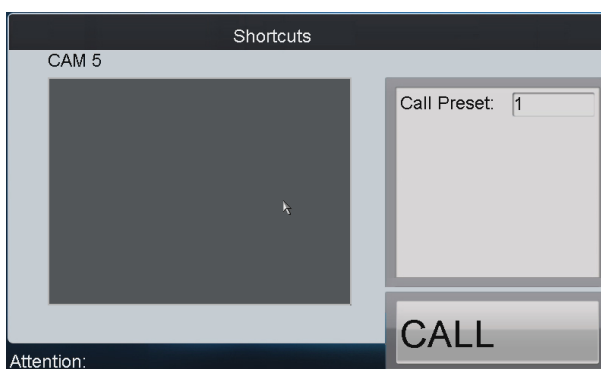 Shortcuts
CAM 5
Call Preset: 1
CALL
Attention: